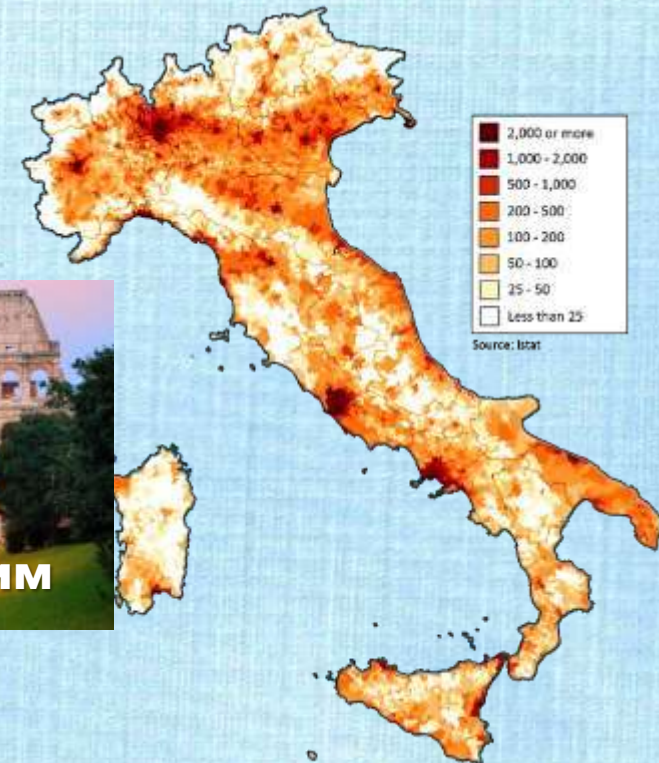 2,000 or more
1,000 - 2,000
500 - 1,000
200 - 500
100 - 200
50 - 100
25 - 50
Less than 25
Source: Istat
ИМ